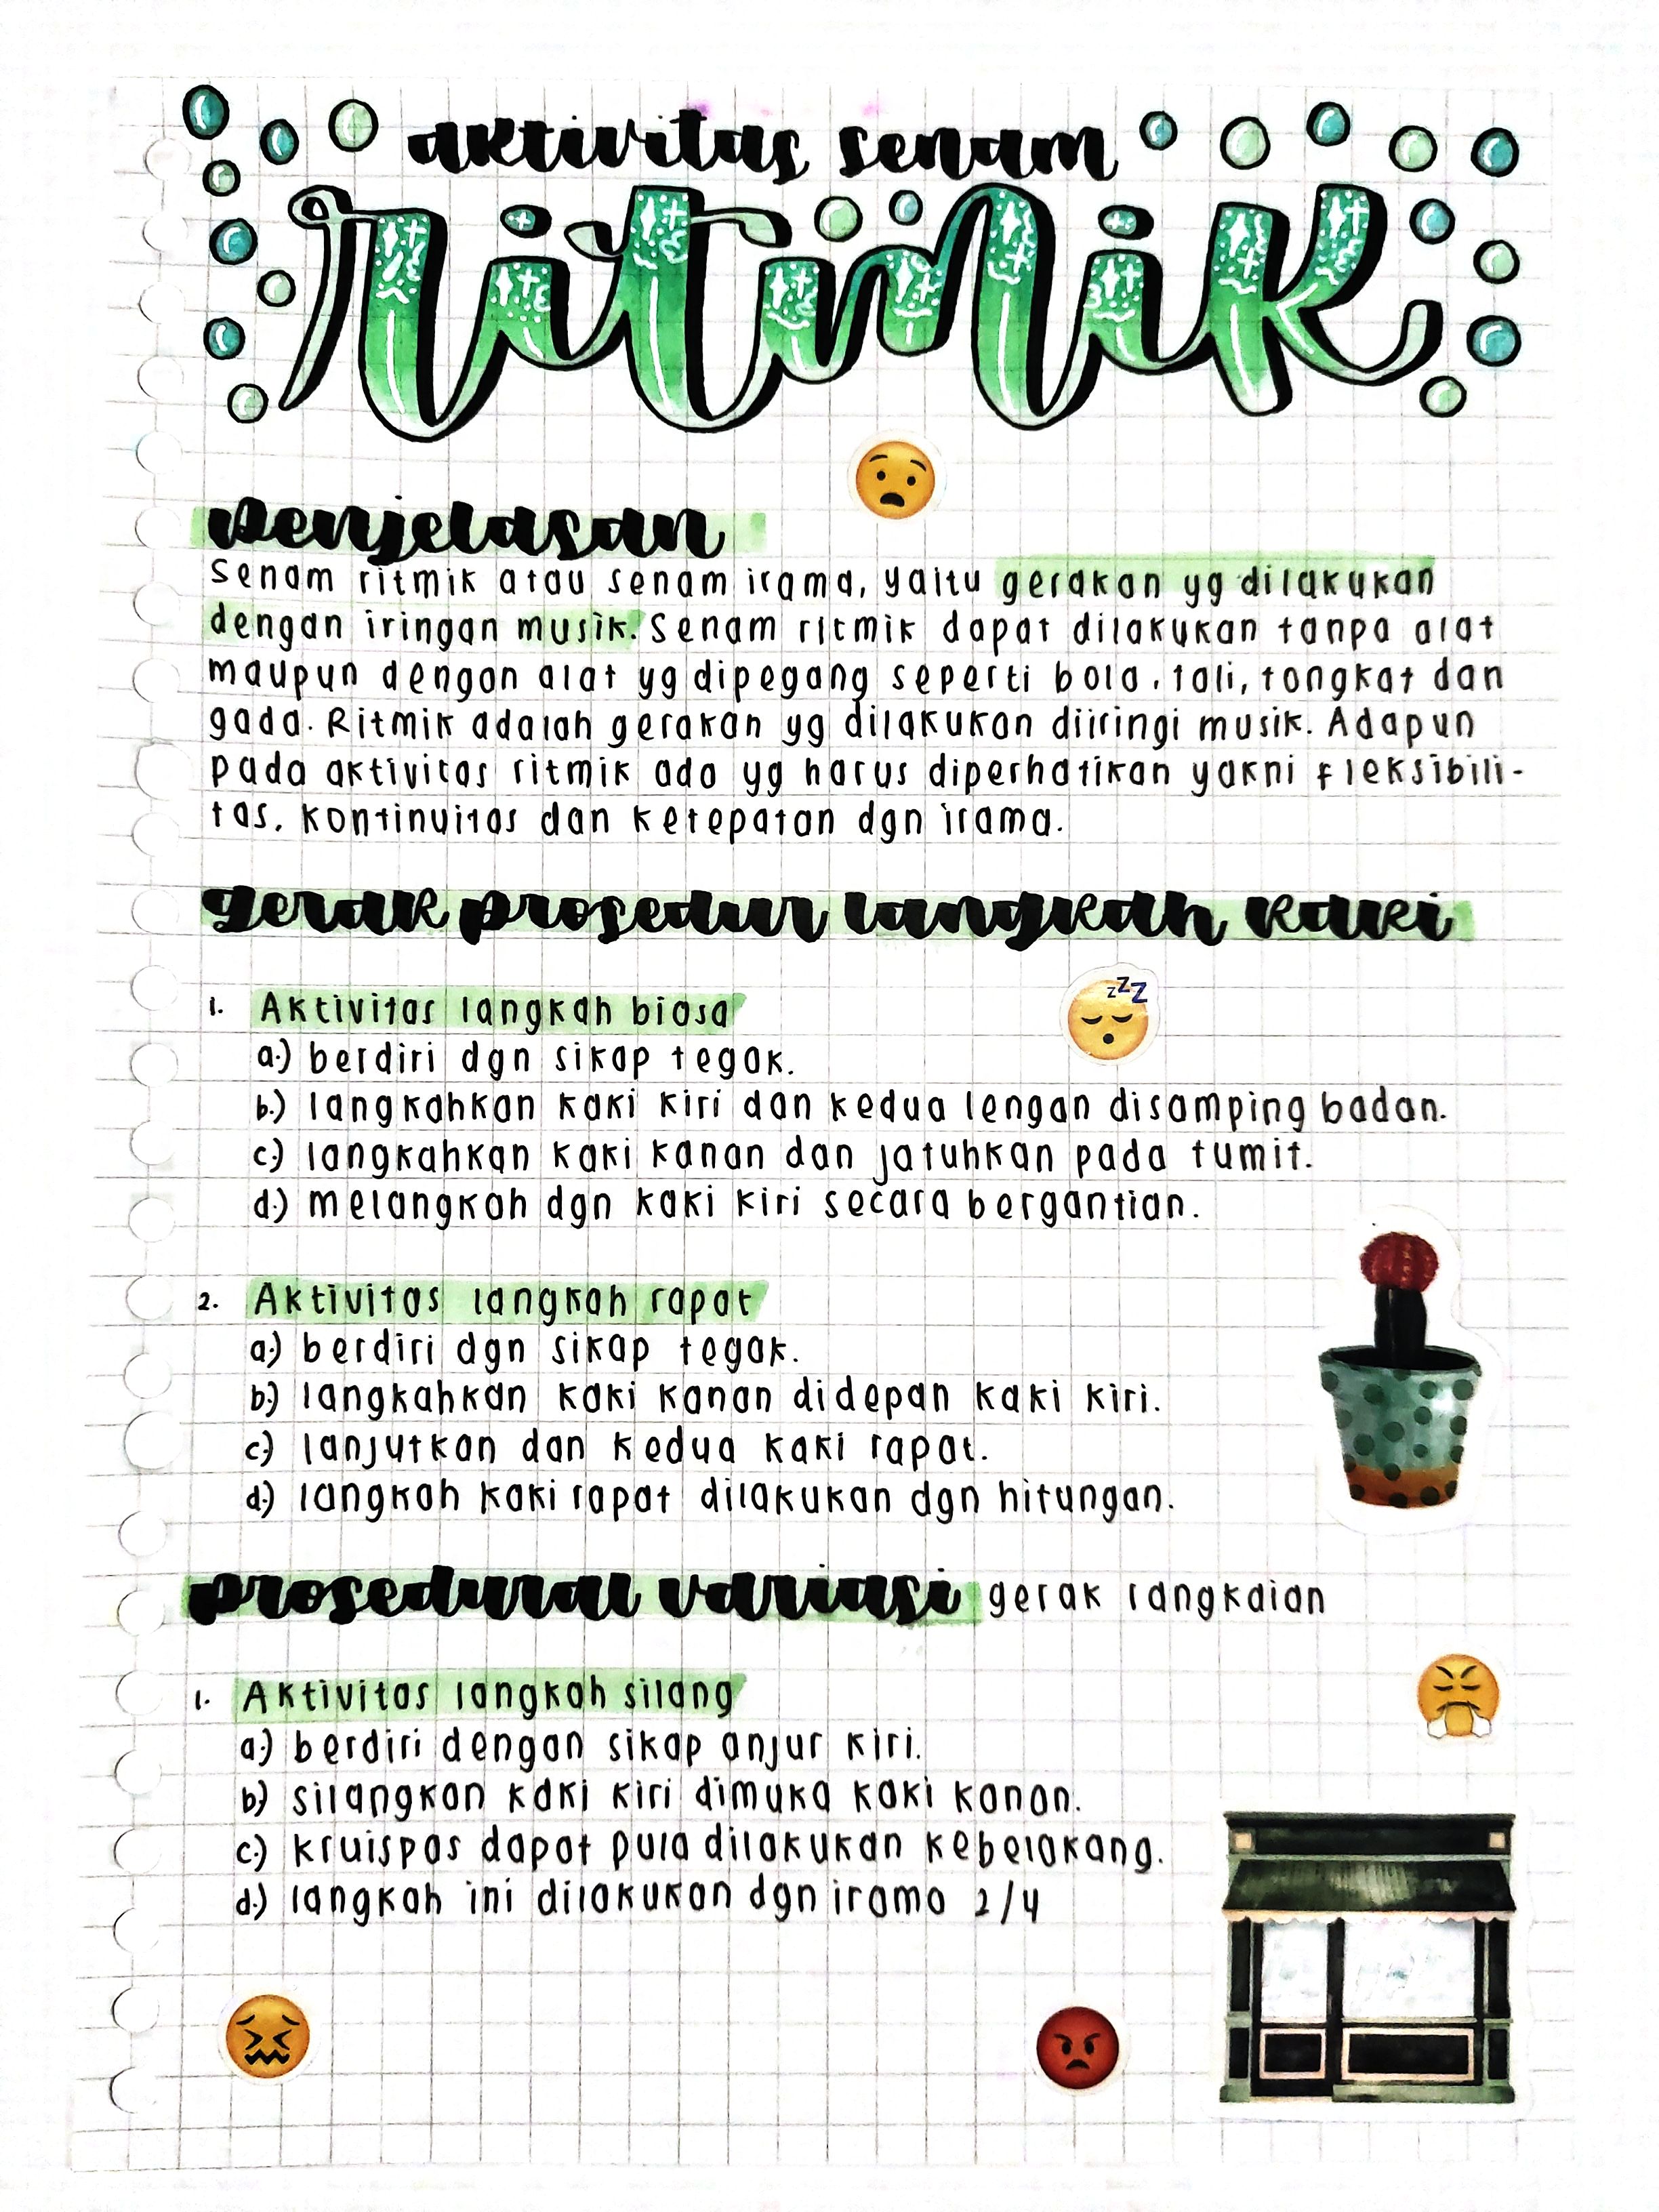 aktivitas senam
ritmik
penjelasan
Senam ritmik atau senam irama, yaitu gerakan yg dilakukan
dengan iringan musik. Senam ritmik dapat dilakukan tanpa alat
maupun dengan alat yg dipegang seperti bola, tali, tongkat dan
gada. Ritmik adalah gerakan yg dilakukan diiringi musik. Adapun
pada aktivitas ritmik ada yg harus diperhatikan yakni fleksibili-
tas, kontinuitas dan ketepatan dgn irama.
gerak prosedur langkah kaki
1. Aktivitas langkah biasa
zzZ
a.) berdiri dgn sikap tegak.
b.) langkahkan kaki kiri dan kedua lengan disamping badan.
c.) langkahkan kaki kanan dan jatuhkan pada tumit.
d.) melangkah dgn kaki kiri secara bergantian.
2. Aktivitas langkah rapat
a.) berdiri dgn sikap tegak.
b.) langkahkan kaki kanan didepan kaki kiri.
c.) lanjutkan dan kedua kaki rapat.
d.) langkah kaki rapat dilakukan dgn hitungan.
prosedural variasi gerak rangkaian
1. Aktivitas langkah silang
a.) berdiri dengan sikap anjur kiri.
b.) silangkan kaki kiri dimuka kaki kanan.
c.) kruispas dapat pula dilakukan kebelakang.
d.) langkah ini dilakukan dgn irama 2/4